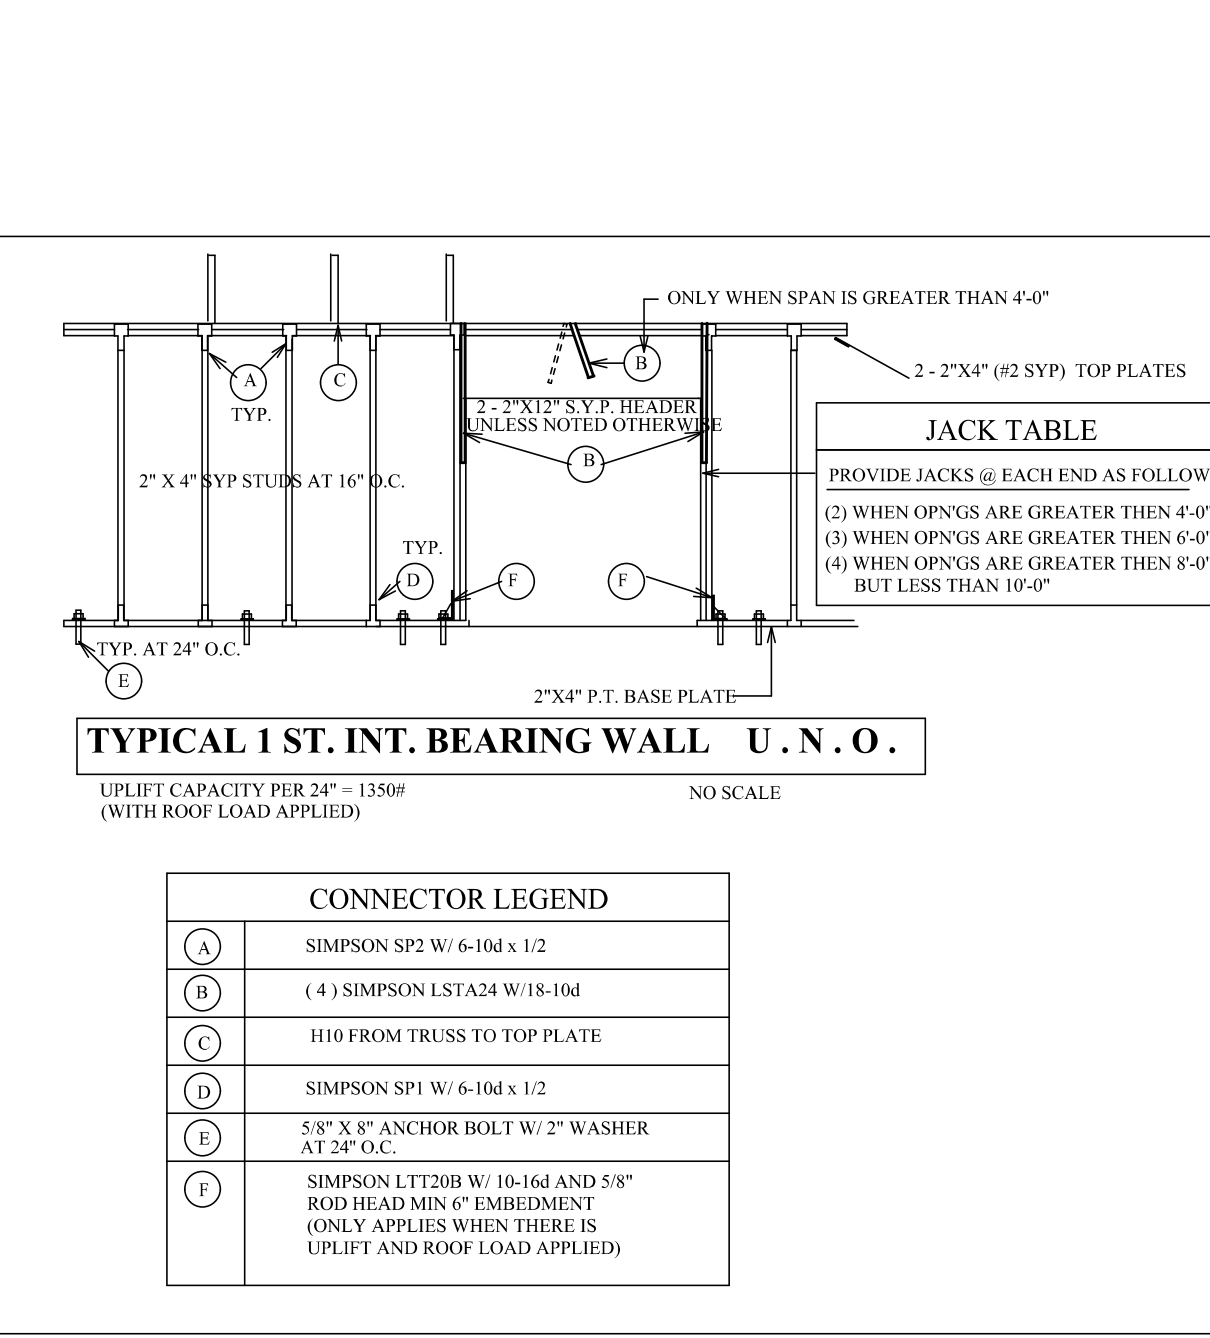 ONLY WHEN SPAN IS GREATER THAN 4'-0"
B
2 - 2"X4" (#2 SYP) TOP PLATES
A
C
TYP.
2 - 2"X12" S.Y.P. HEADER
UNLESS NOTED OTHERWISE
B
2" X 4" SYP STUDS AT 16" O.C.
JACK TABLE
PROVIDE JACKS @ EACH END AS FOLLOW
(2) WHEN OPN'GS ARE GREATER THEN 4'-0"
(3) WHEN OPN'GS ARE GREATER THEN 6'-0"
(4) WHEN OPN'GS ARE GREATER THEN 8'-0"
BUT LESS THAN 10'-0"
TYP.
D
F
F
TYP. AT 24" O.C.
E
2"X4" P.T. BASE PLATE
TYPICAL 1 ST. INT. BEARING WALL U . N . O .
UPLIFT CAPACITY PER 24" = 1350#
(WITH ROOF LOAD APPLIED)
NO SCALE
CONNECTOR LEGEND
A SIMPSON SP2 W/ 6-10d x 1/2
B ( 4 ) SIMPSON LSTA24 W/18-10d
C H10 FROM TRUSS TO TOP PLATE
D SIMPSON SP1 W/ 6-10d x 1/2
E 5/8" X 8" ANCHOR BOLT W/ 2" WASHER
AT 24" O.C.
F SIMPSON LTT20B W/ 10-16d AND 5/8"
ROD HEAD MIN 6" EMBEDMENT
(ONLY APPLIES WHEN THERE IS
UPLIFT AND ROOF LOAD APPLIED)